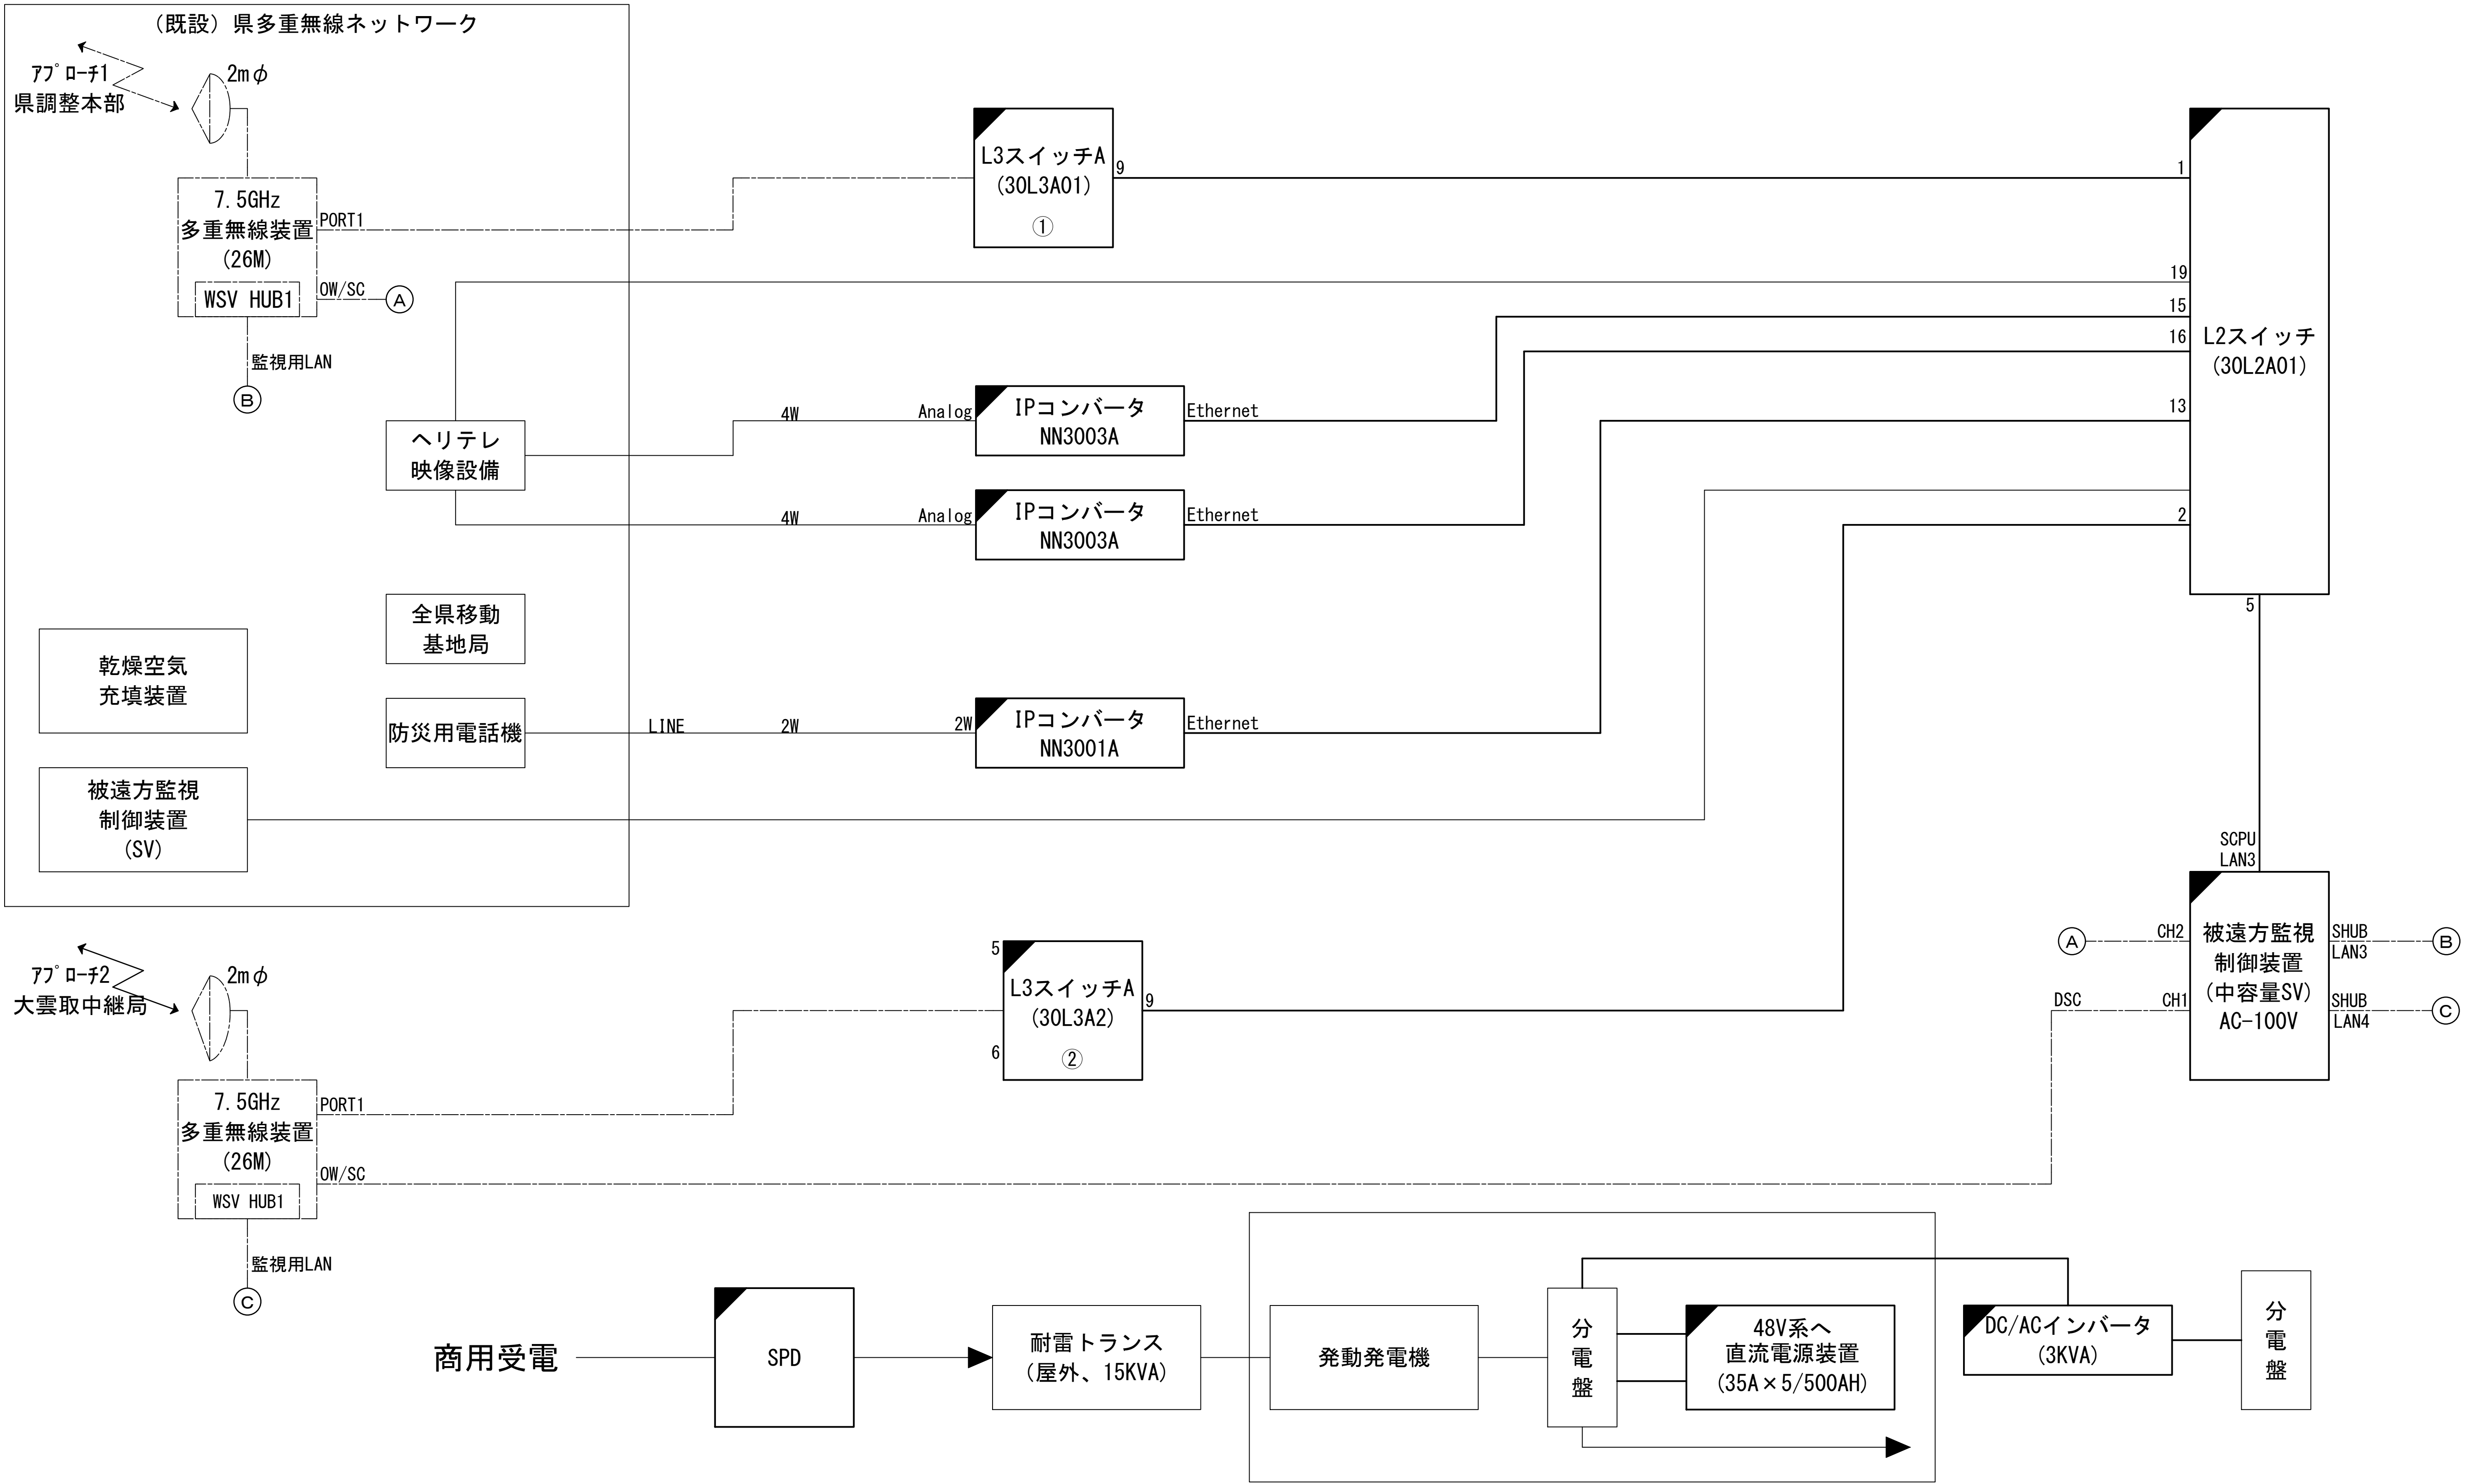 （既設）県多重無線ネットワーク
ｱﾌﾟﾛｰﾁ1
県調整本部
2mφ
7.5GHz
多重無線装置
(26M)
WSV HUB1
PORT1
OW/SC
A
監視用LAN
B
L3スイッチA
(30L3A01)
①
9
L2スイッチ
(30L2A01)
1
19
15
16
13
2
5
ヘリテレ
映像設備
4W
Analog
IPコンバータ
NN3003A
Ethernet
4W
Analog
IPコンバータ
NN3003A
Ethernet
全県移動
基地局
乾燥空気
充填装置
防災用電話機
LINE
2W
2W
IPコンバータ
NN3001A
Ethernet
被遠方監視
制御装置
(SV)
SCPU
LAN3
A
CH2
DSC
CH1
被遠方監視
制御装置
(中容量SV)
AC-100V
SHUB
LAN3
B
SHUB
LAN4
C
ｱﾌﾟﾛｰﾁ2
大雲取中継局
2mφ
7.5GHz
多重無線装置
(26M)
WSV HUB1
PORT1
OW/SC
監視用LAN
C
5
6
L3スイッチA
(30L3A2)
②
9
商用受電
SPD
耐雷トランス
（屋外、15KVA）
発動発電機
分電盤
48V系へ
直流電源装置
(35A×5/500AH)
DC/ACインバータ
(3KVA)
分電盤